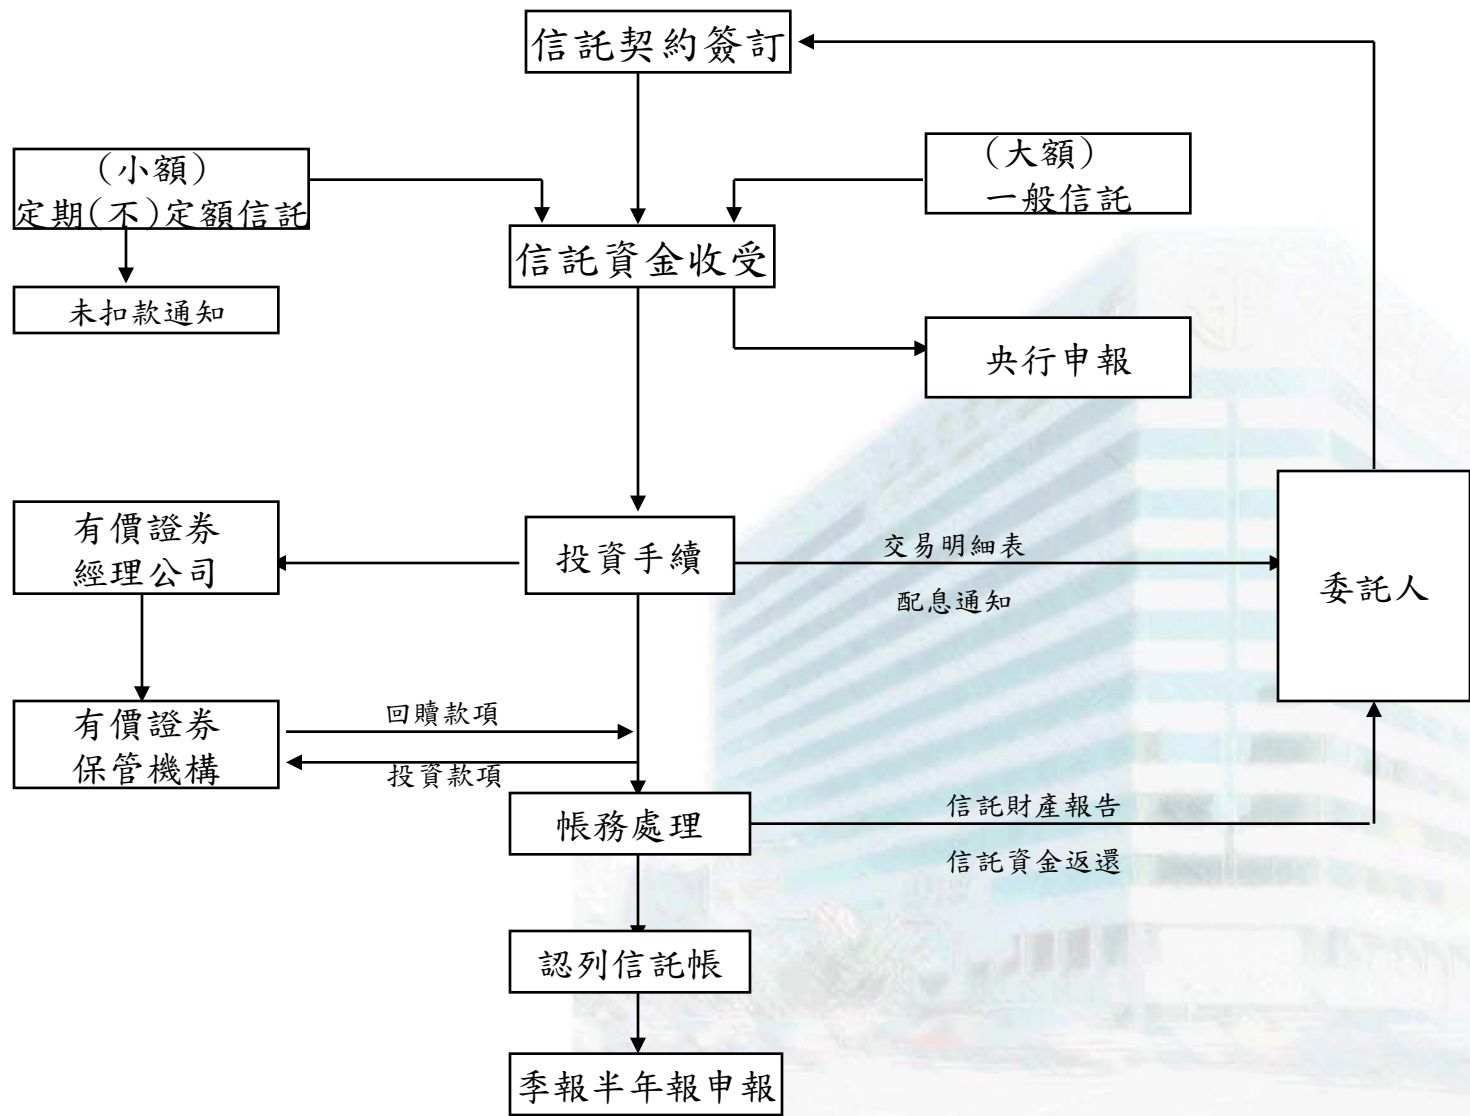 信託契約簽訂
（小額）
定期(不)定額信託
（大額）
一般信託
信託資金收受
未扣款通知
央行申報
有價證券
經理公司
投資手續
交易明細表
配息通知
委託人
有價證券
保管機構
回贖款項
投資款項
帳務處理
信託財產報告
信託資金返還
認列信託帳
季報半年報申報